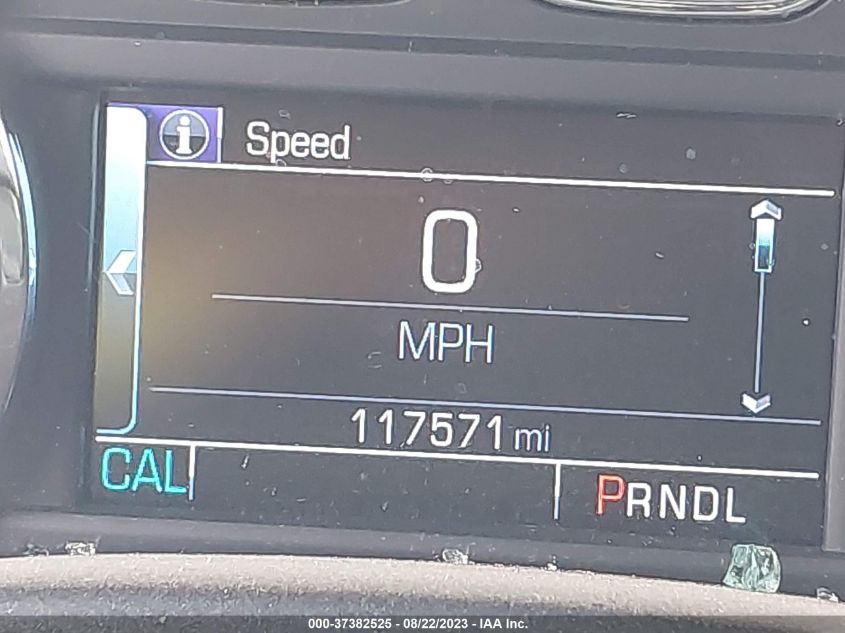 i Speed
0
MPH
117571 mi
CAL PRNDL
000-37382525 - 08/22/2023 - IAA Inc.